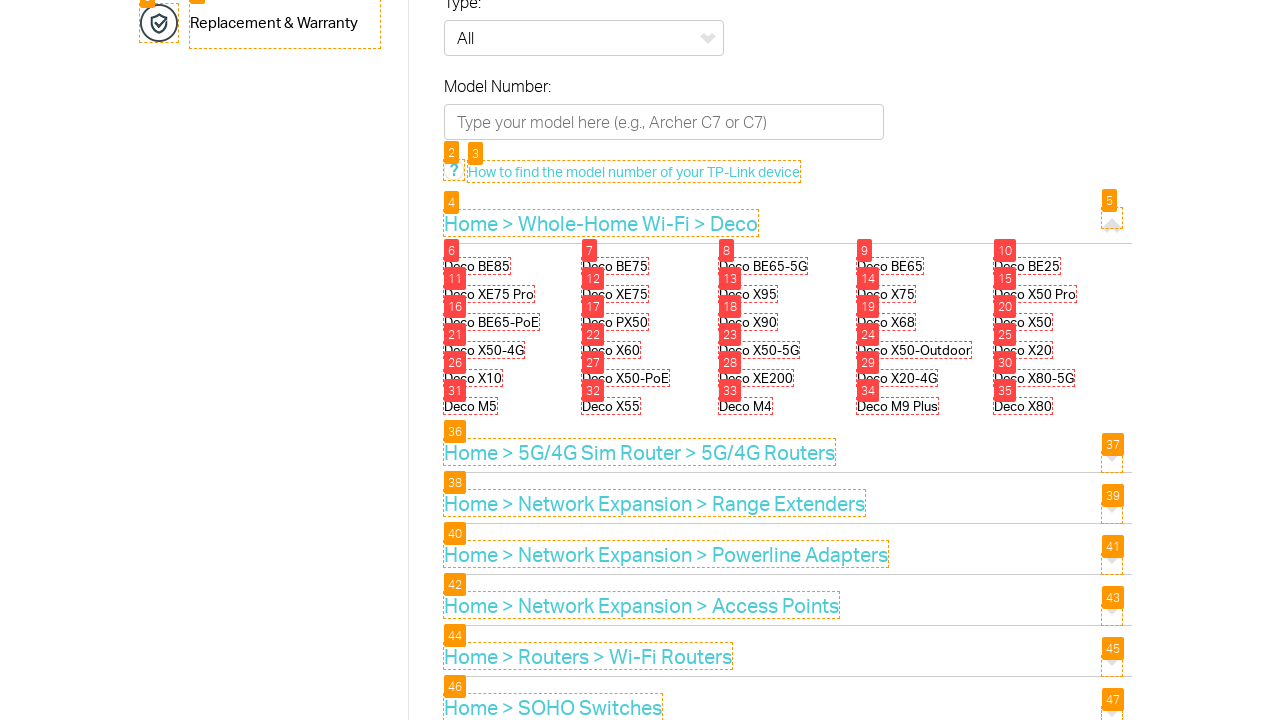 Replacement & Warranty
Type:
All
Model Number:
Type your model here (e.g., Archer C7 or C7)
2
3
? How to find the model number of your TP-Link device
4
5
Home > Whole-Home Wi-Fi > Deco
6 7 8 9 10
Deco BE85 Deco BE75 Deco BE65-5G Deco BE65 Deco BE25
11 12 13 14 15
Deco XE75 Pro Deco XE75 Deco X95 Deco X75 Deco X50 Pro
16 17 18 19 20
Deco BE65-PoE Deco PX50 Deco X90 Deco X68 Deco X50
21 22 23 24 25
Deco X50-4G Deco X60 Deco X50-5G Deco X50-Outdoor Deco X20
26 27 28 29 30
Deco X10 Deco X50-PoE Deco XE200 Deco X20-4G Deco X80-5G
31 32 33 34 35
Deco M5 Deco X55 Deco M4 Deco M9 Plus Deco X80
36 37
Home > 5G/4G Sim Router > 5G/4G Routers
38 39
Home > Network Expansion > Range Extenders
40 41
Home > Network Expansion > Powerline Adapters
42 43
Home > Network Expansion > Access Points
44 45
Home > Routers > Wi-Fi Routers
46 47
Home > SOHO Switches